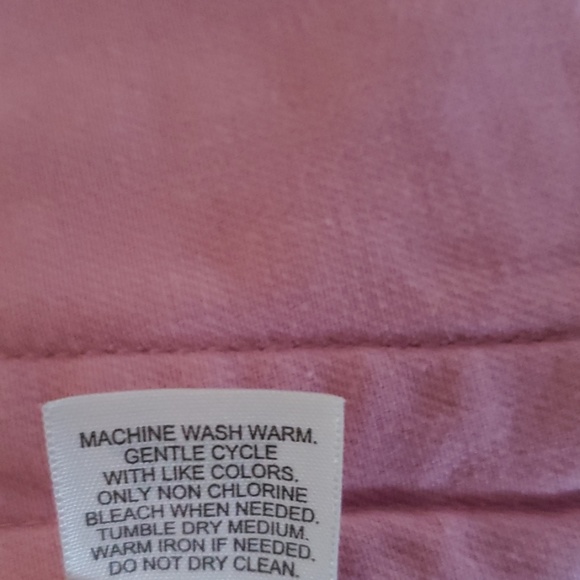 MACHINE WASH WARM.
GENTLE CYCLE
WITH LIKE COLORS.
ONLY NON CHLORINE
BLEACH WHEN NEEDED.
TUMBLE DRY MEDIUM.
WARM IRON IF NEEDED.
DO NOT DRY CLEAN.